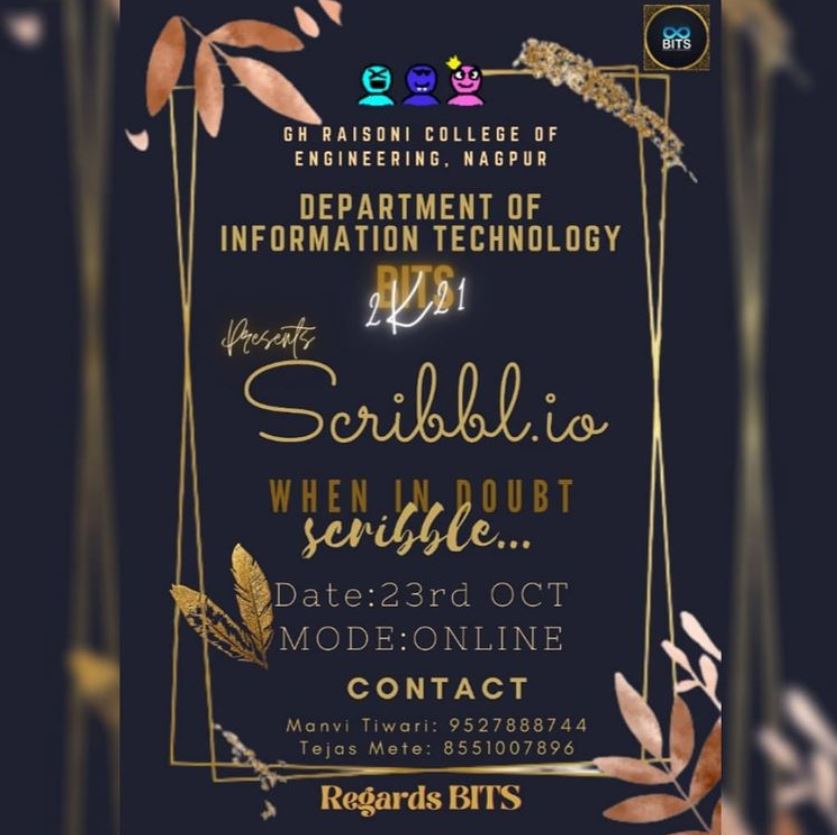 BITS
GH RAISONI COLLEGE OF
ENGINEERING, NAGPUR
DEPARTMENT OF
INFORMATION TECHNOLOGY
BITS
2K21
Presents
Scribbl.io
WHEN IN DOUBT
scribble...
Date:23rd OCT
MODE:ONLINE
CONTACT
Manvi Tiwari: 9527888744
Tejas Mete: 8551007896
Regards BITS